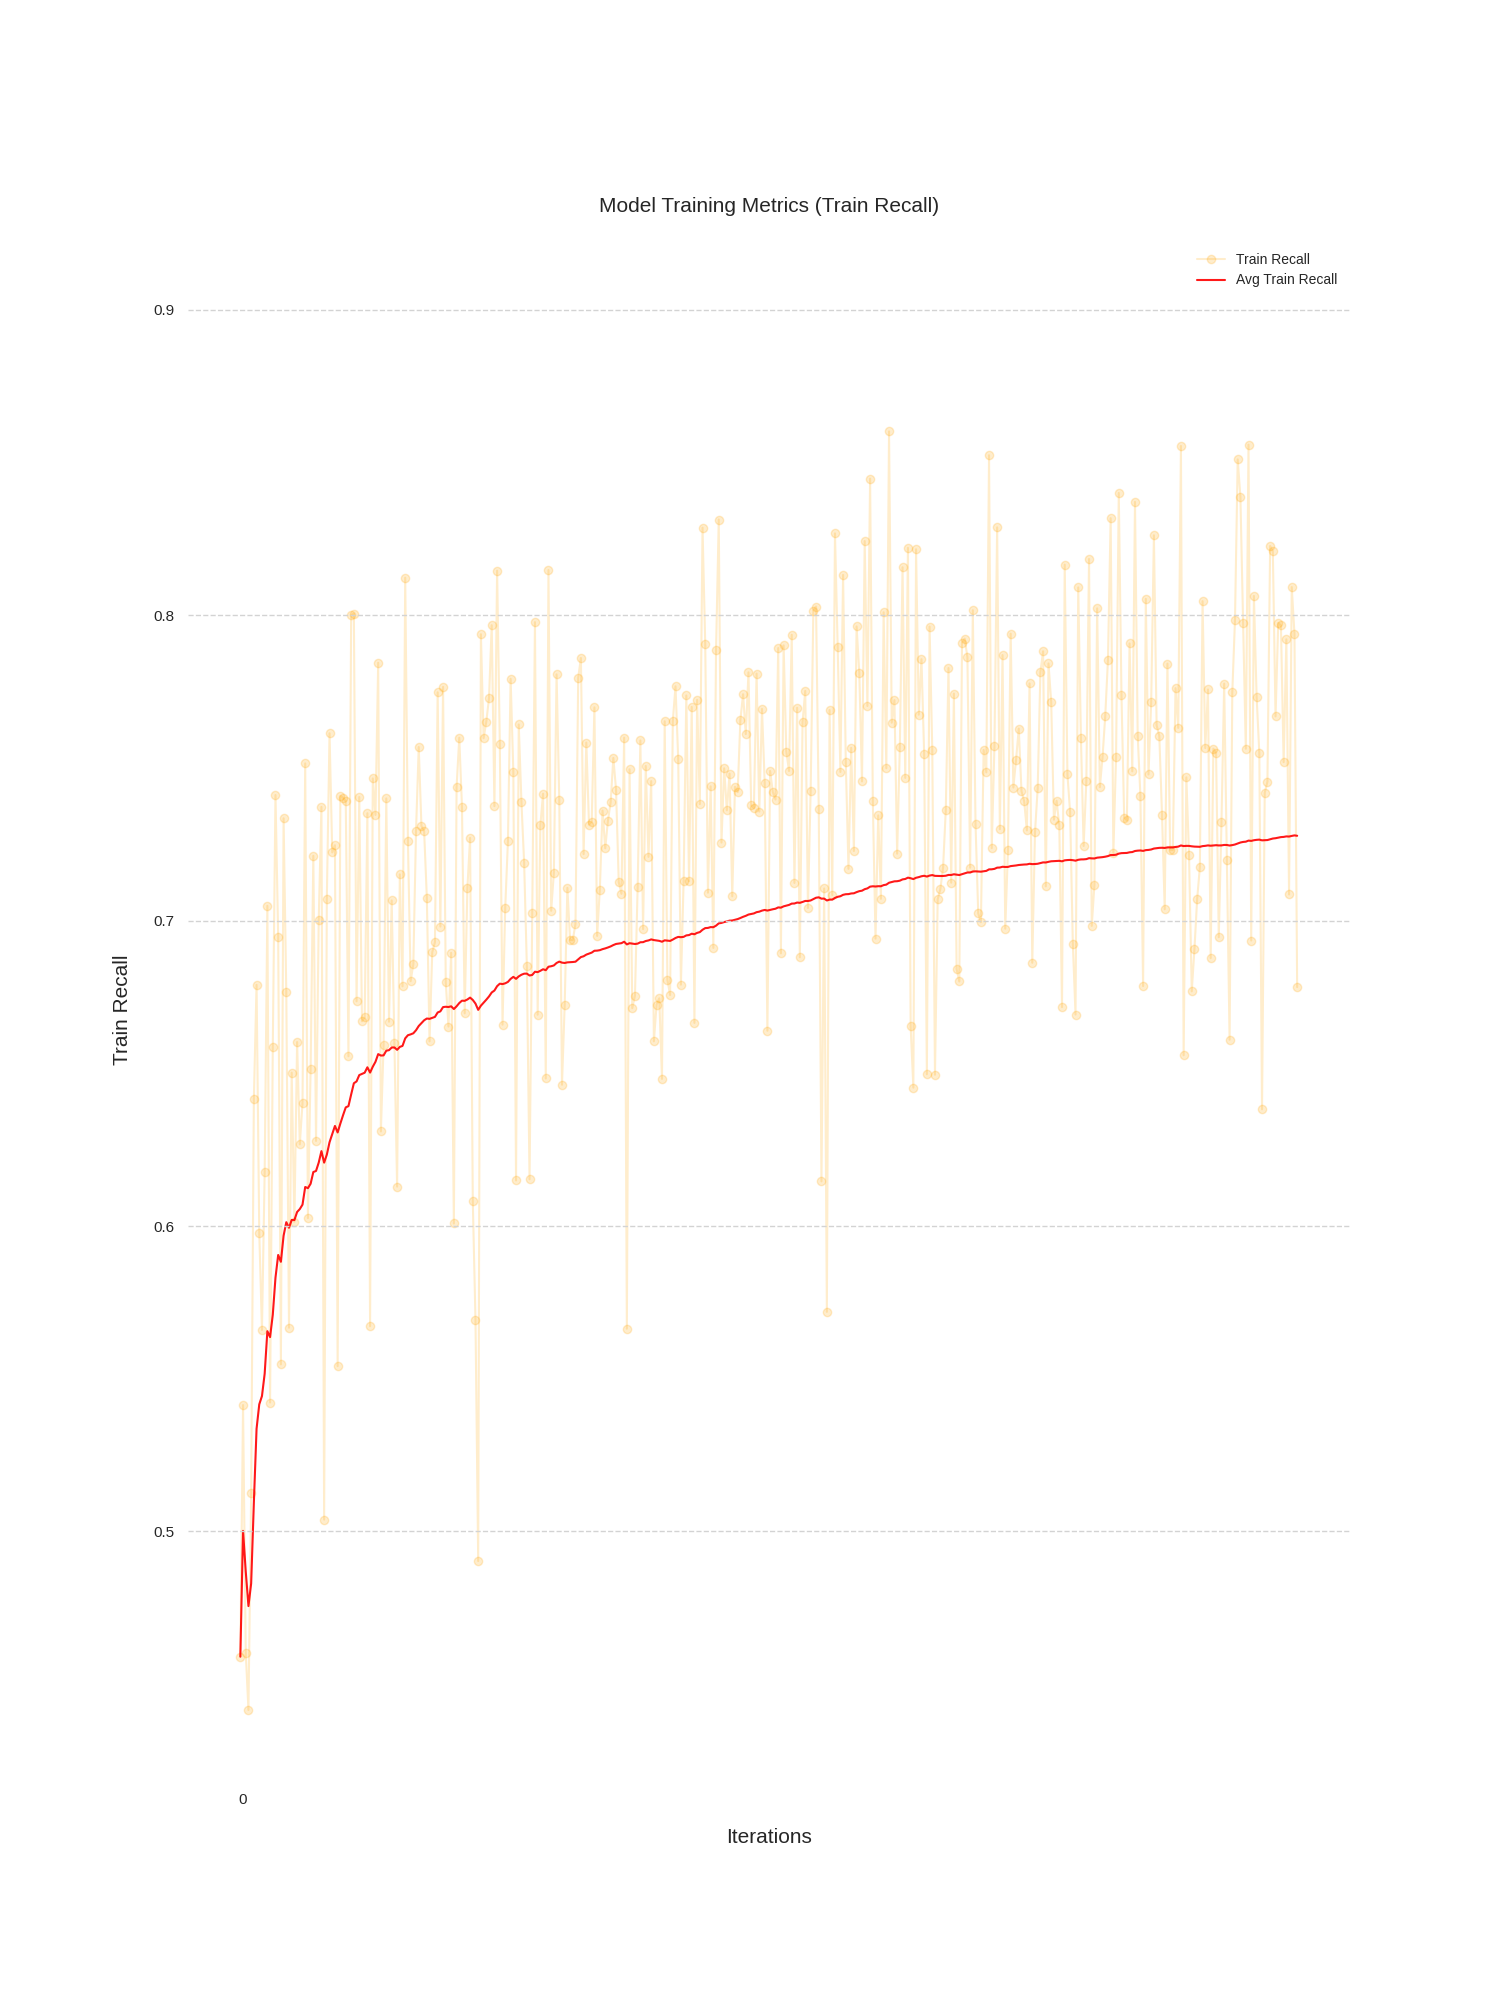 Model Training Metrics (Train Recall)
Train Recall
Avg Train Recall
0.9
0.8
0.7
0.6
0.5
Train Recall
0
Iterations